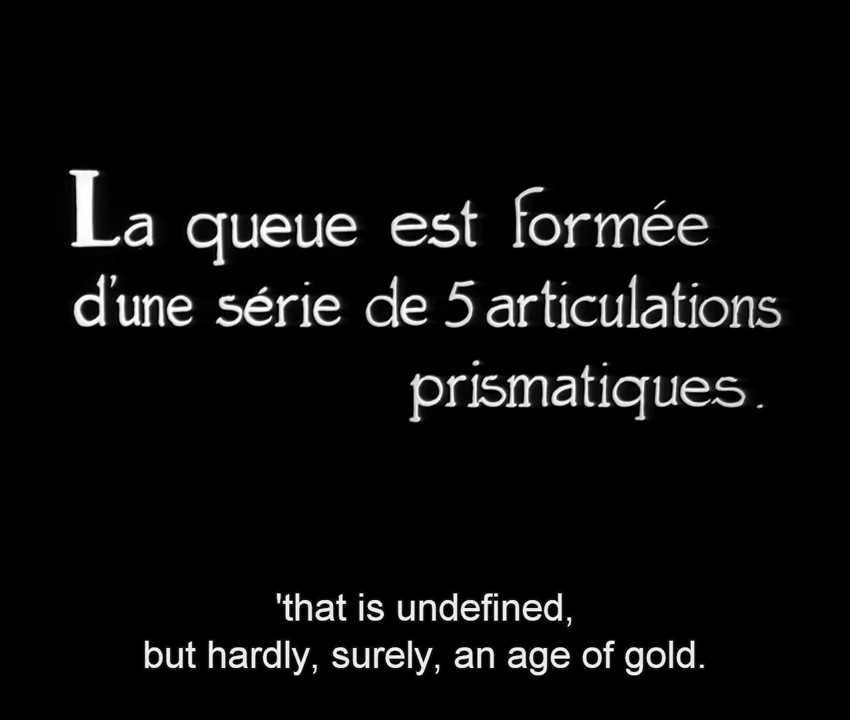 La queue est formée
d'une série de 5 articulations
prismatiques.
'that is undefined,
but hardly, surely, an age of gold.